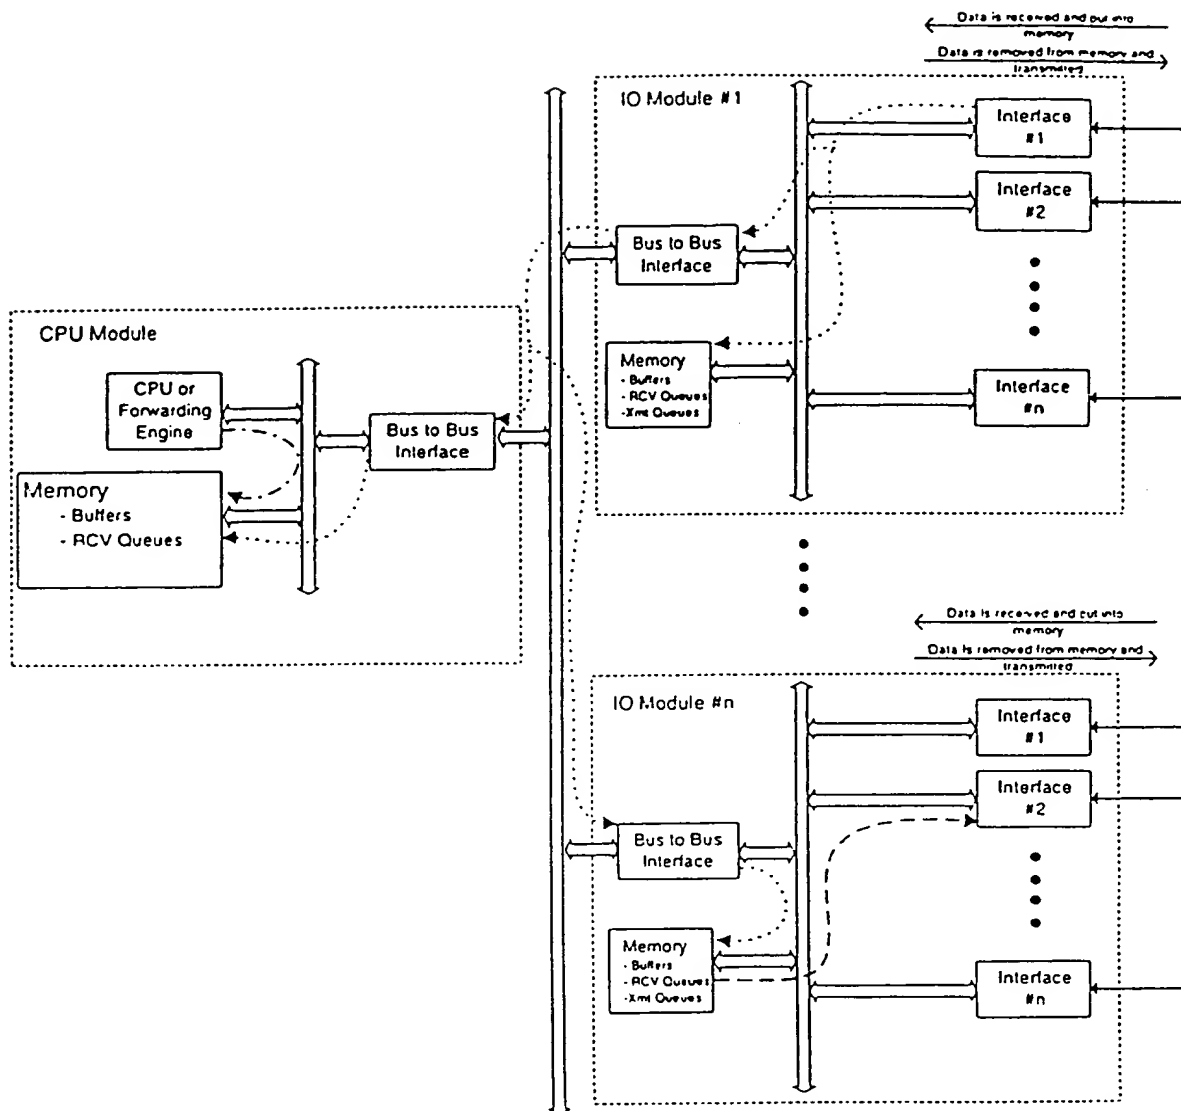 Data is received and put into
memory
Data is removed from memory and
transmitted
IO Module #1
Interface
#1
Interface
#2
Bus to Bus
Interface
Memory
- Buffers
- RCV Queues
-Xmt Queues
Interface
#n
CPU Module
CPU or
Forwarding
Engine
Bus to Bus
Interface
Memory
- Buffers
- RCV Queues
Data is received and put into
memory
Data is removed from memory and
transmitted
IO Module #n
Interface
#1
Interface
#2
Bus to Bus
Interface
Memory
- Buffers
- RCV Queues
-Xmt Queues
Interface
#n